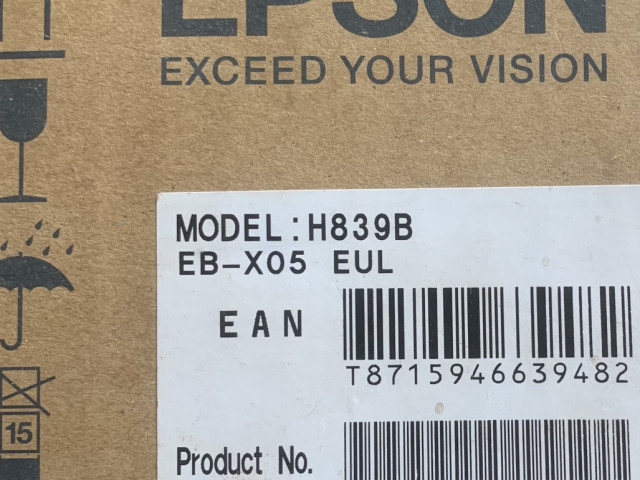 EPSON
EXCEED YOUR VISION
MODEL:H839B
EB-X05 EUL
EAN
T8715946639482
15
Product No.